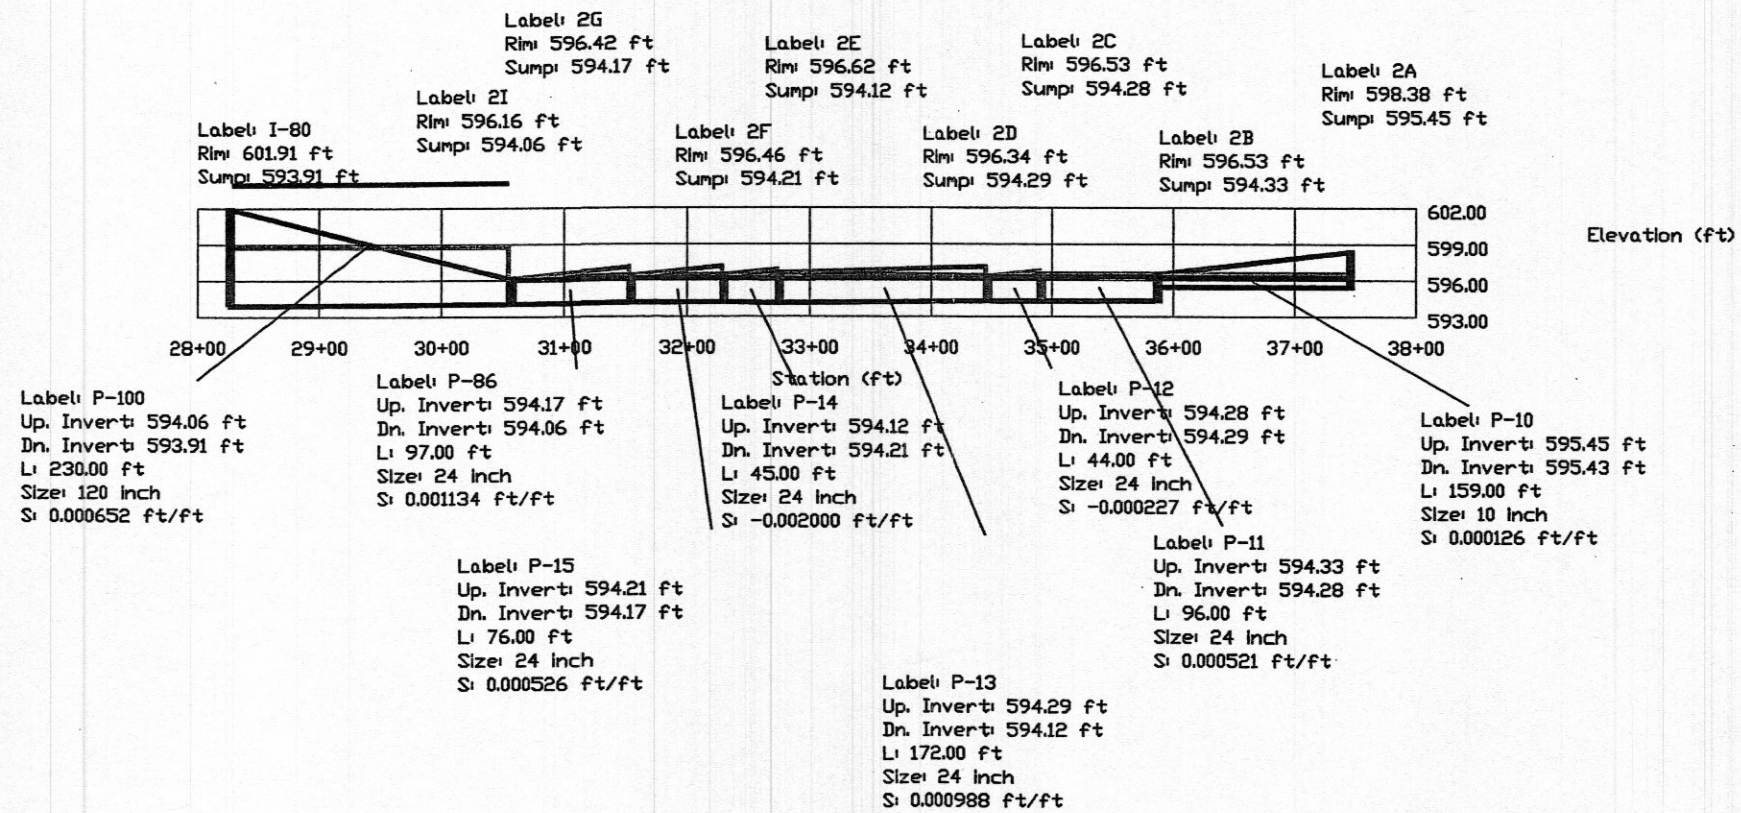 Label: 2G
Rim: 596.42 ft
Sump: 594.17 ft
Label: 2E
Rim: 596.62 ft
Sump: 594.12 ft
Label: 2C
Rim: 596.53 ft
Sump: 594.28 ft
Label: 2A
Rim: 598.38 ft
Sump: 595.45 ft
Label: I-80
Rim: 601.91 ft
Sump: 593.91 ft
Label: 2I
Rim: 596.16 ft
Sump: 594.06 ft
Label: 2F
Rim: 596.46 ft
Sump: 594.21 ft
Label: 2D
Rim: 596.34 ft
Sump: 594.29 ft
Label: 2B
Rim: 596.53 ft
Sump: 594.33 ft
602.00
599.00
596.00
593.00
Elevation (ft)
28+00 29+00 30+00 31+00 32+00 33+00 34+00 35+00 36+00 37+00 38+00
Station (ft)
Label: P-100
Up. Invert: 594.06 ft
Dn. Invert: 593.91 ft
L: 230.00 ft
Size: 120 inch
S: 0.000652 ft/ft
Label: P-86
Up. Invert: 594.17 ft
Dn. Invert: 594.06 ft
L: 97.00 ft
Size: 24 inch
S: 0.001134 ft/ft
Label: P-14
Up. Invert: 594.12 ft
Dn. Invert: 594.21 ft
L: 45.00 ft
Size: 24 inch
S: -0.002000 ft/ft
Label: P-12
Up. Invert: 594.28 ft
Dn. Invert: 594.29 ft
L: 44.00 ft
Size: 24 inch
S: -0.000227 ft/ft
Label: P-10
Up. Invert: 595.45 ft
Dn. Invert: 595.43 ft
L: 159.00 ft
Size: 10 inch
S: 0.000126 ft/ft
Label: P-15
Up. Invert: 594.21 ft
Dn. Invert: 594.17 ft
L: 76.00 ft
Size: 24 inch
S: 0.000526 ft/ft
Label: P-11
Up. Invert: 594.33 ft
Dn. Invert: 594.28 ft
L: 96.00 ft
Size: 24 inch
S: 0.000521 ft/ft
Label: P-13
Up. Invert: 594.29 ft
Dn. Invert: 594.12 ft
L: 172.00 ft
Size: 24 inch
S: 0.000988 ft/ft